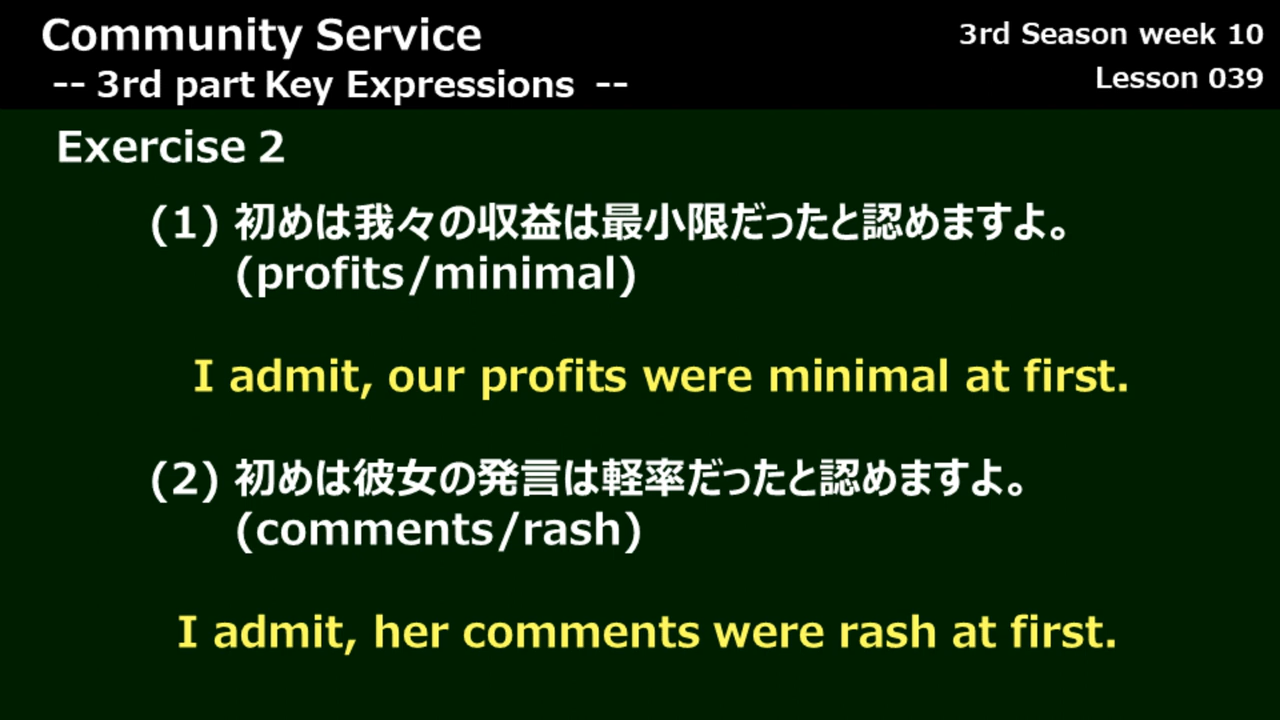 Community Service
-- 3rd part Key Expressions --
3rd Season week 10
Lesson 039
Exercise 2
(1) 初めは我々の収益は最小限だったと認めますよ。
(profits/minimal)
I admit, our profits were minimal at first.
(2) 初めは彼女の発言は軽率だったと認めますよ。
(comments/rash)
I admit, her comments were rash at first.